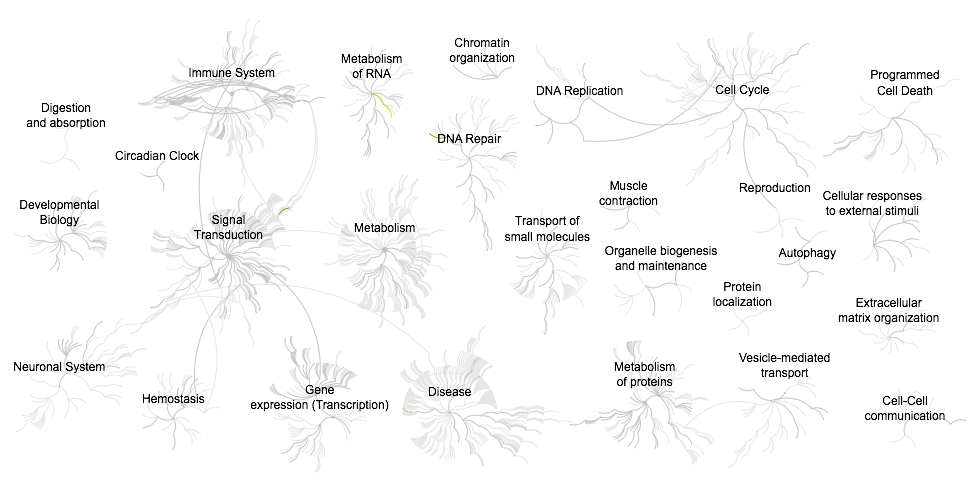 Immune System
Metabolism
of RNA
Chromatin
organization
DNA Replication
Cell Cycle
Programmed
Cell Death
Digestion
and absorption
Circadian Clock
DNA Repair
Developmental
Biology
Signal
Transduction
Metabolism
Transport of
small molecules
Muscle
contraction
Reproduction
Cellular responses
to external stimuli
Organelle biogenesis
and maintenance
Autophagy
Protein
localization
Extracellular
matrix organization
Neuronal System
Hemostasis
Gene
expression (Transcription)
Disease
Metabolism
of proteins
Vesicle-mediated
transport
Cell-Cell
communication